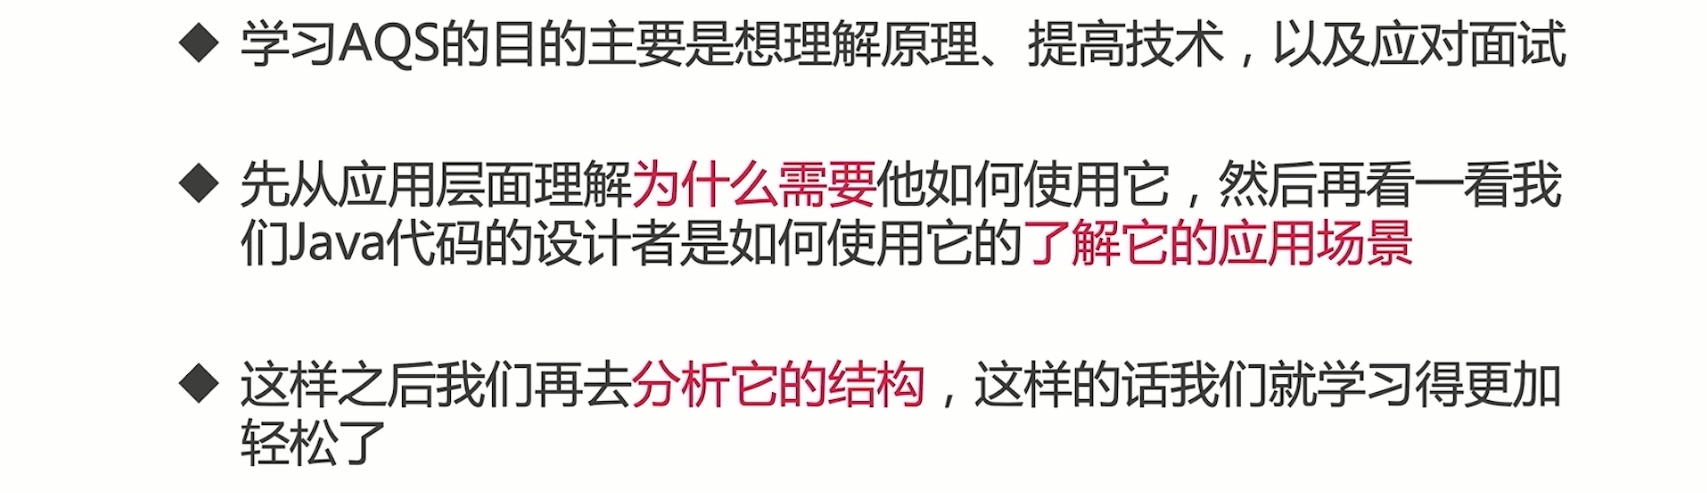 ◆ 学习AQS的目的主要是想理解原理、提高技术，以及应对面试
◆ 先从应用层面理解为什么需要他如何使用它，然后再看一看我
们Java代码的设计者是如何使用它的了解它的应用场景
◆ 这样之后我们再去分析它的结构，这样的话我们就学习得更加
轻松了